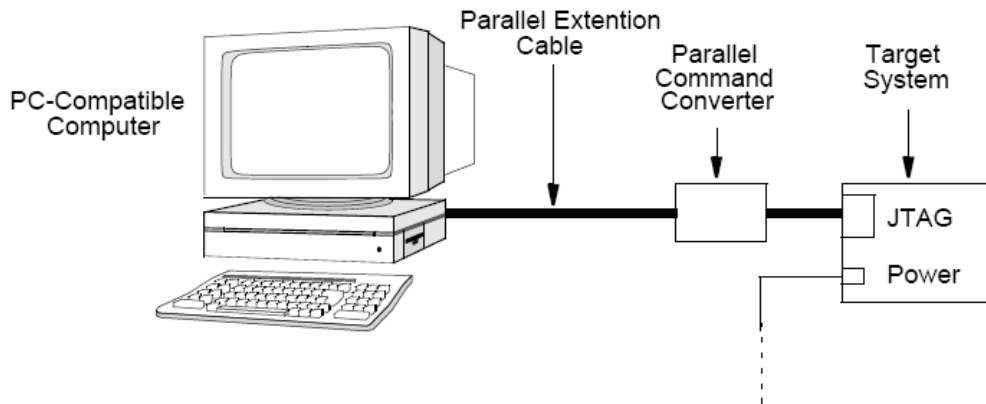 PC-Compatible
Computer
Parallel Extention
Cable
Parallel
Command
Converter
Target
System
JTAG
Power